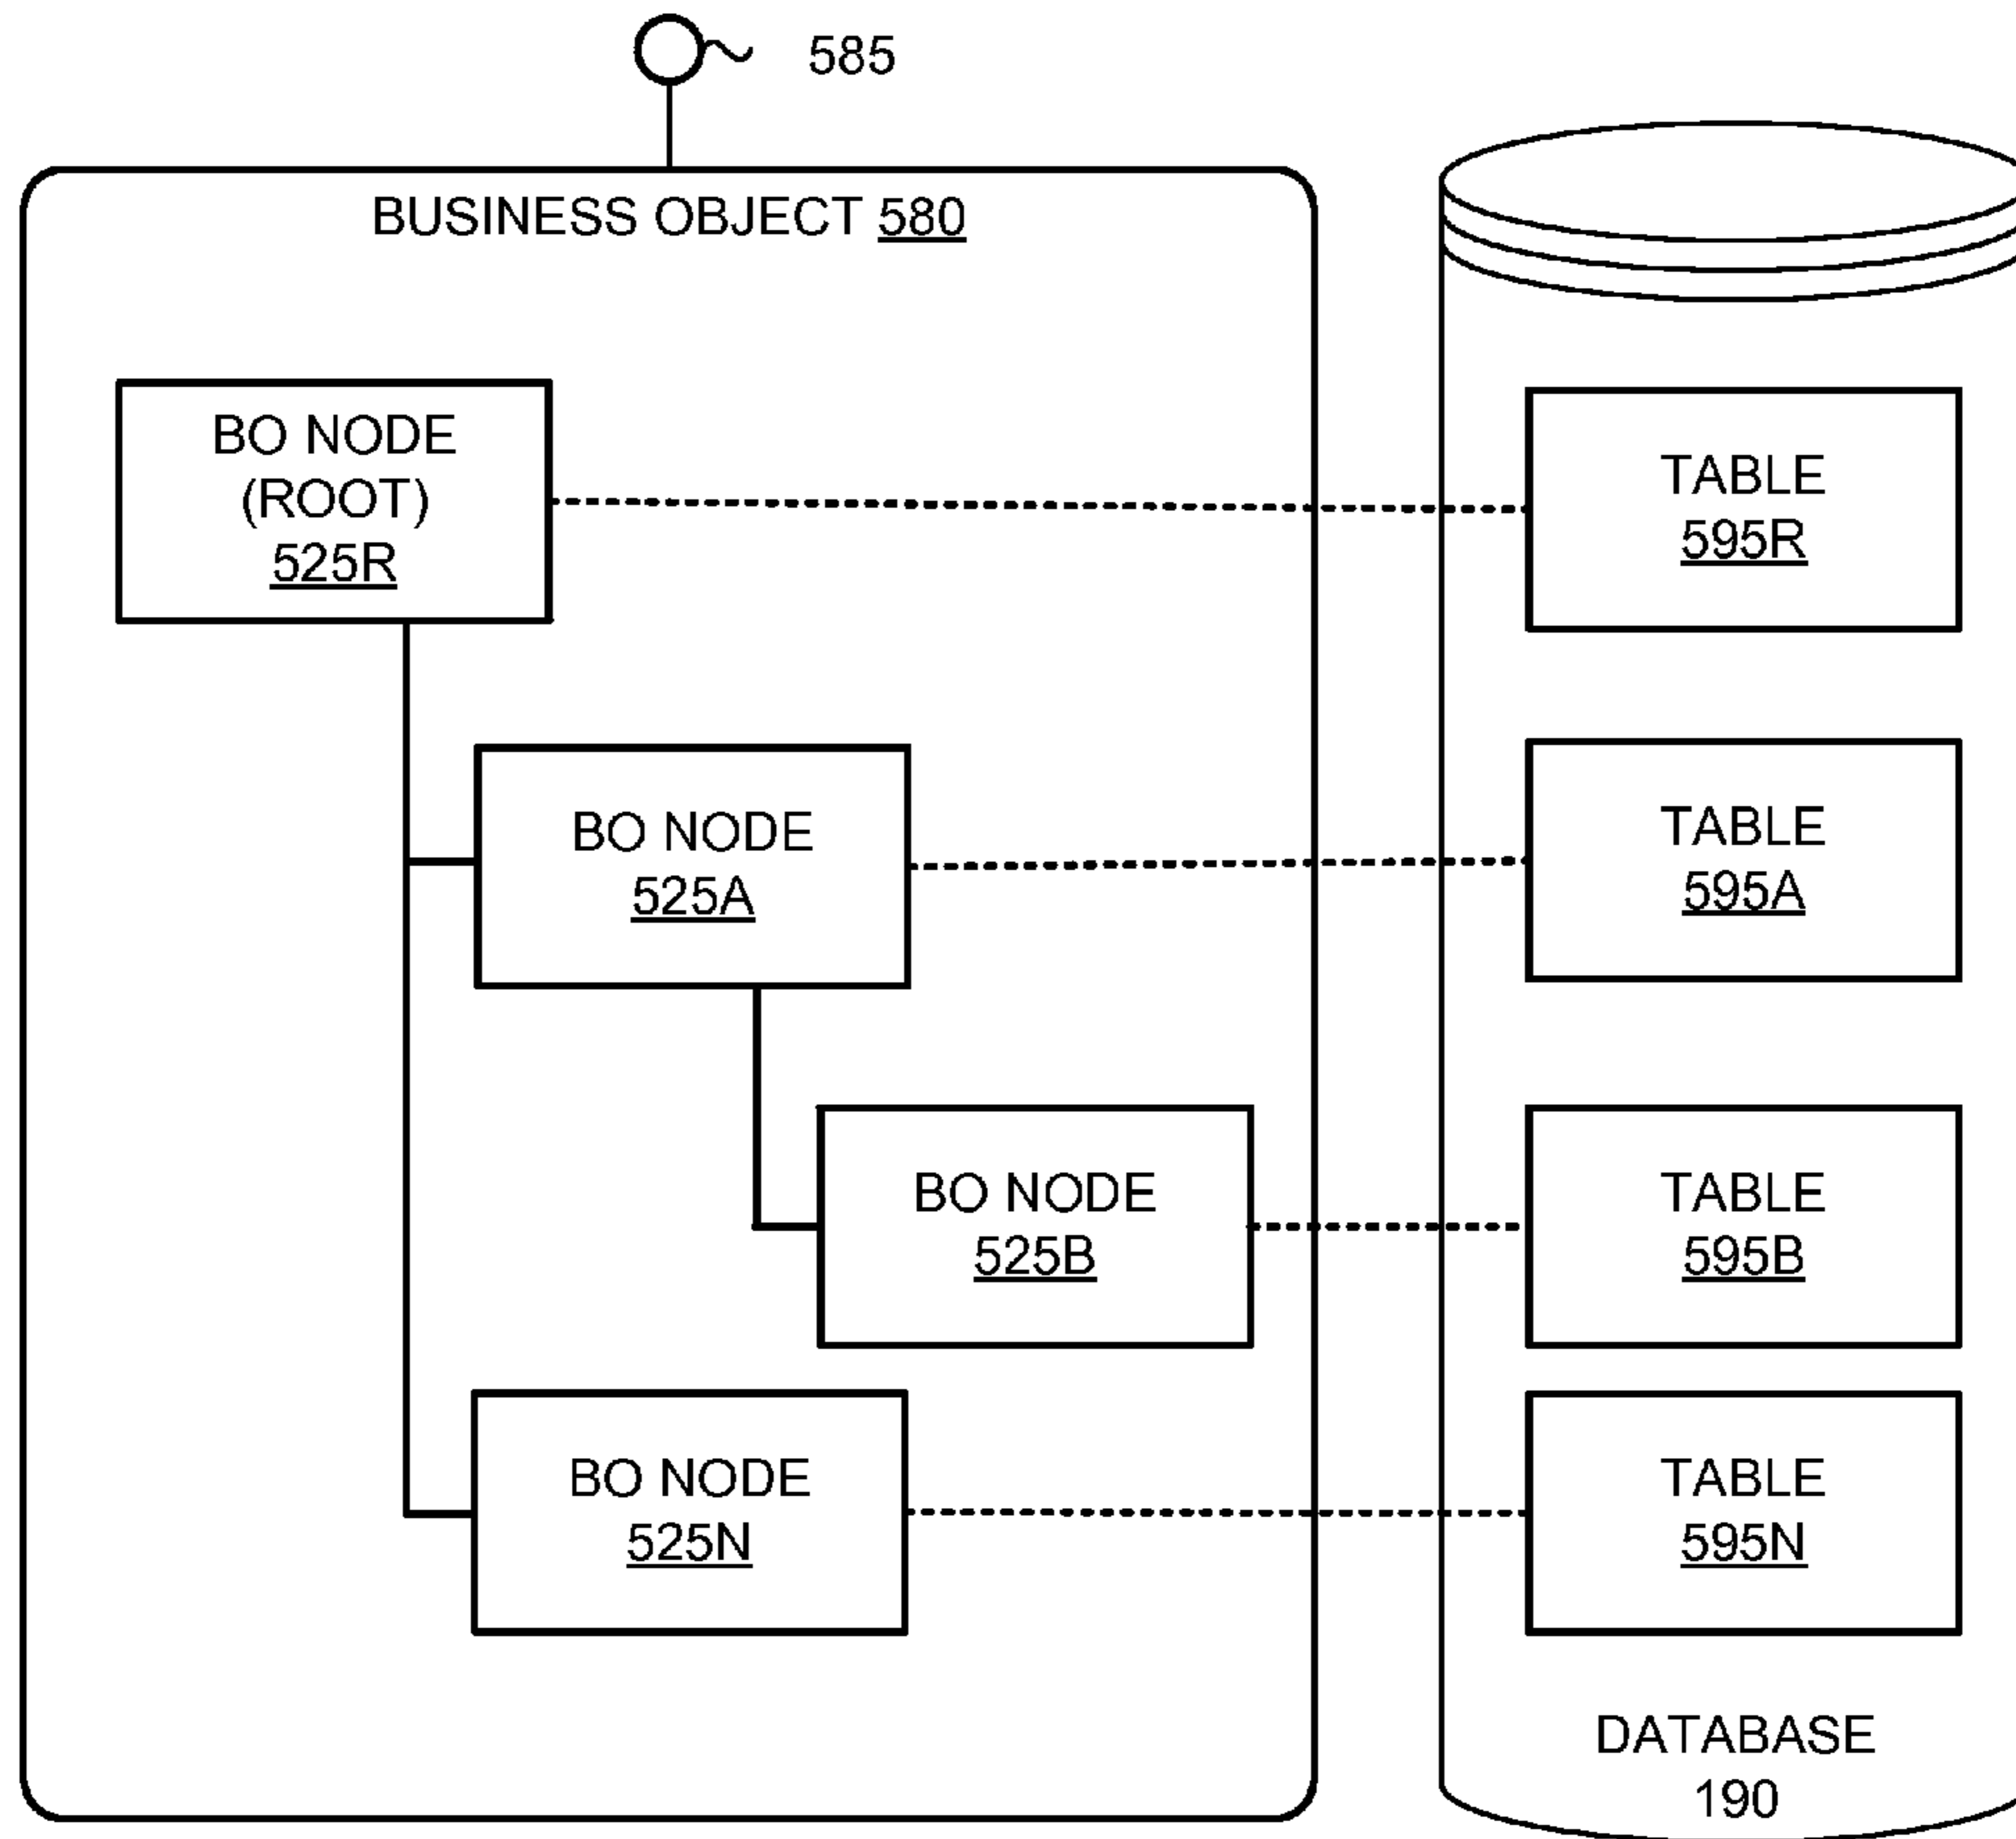 585
BUSINESS OBJECT 580
BO NODE
(ROOT)
525R
TABLE
595R
BO NODE
525A
TABLE
595A
BO NODE
525B
TABLE
595B
BO NODE
525N
TABLE
595N
DATABASE
190